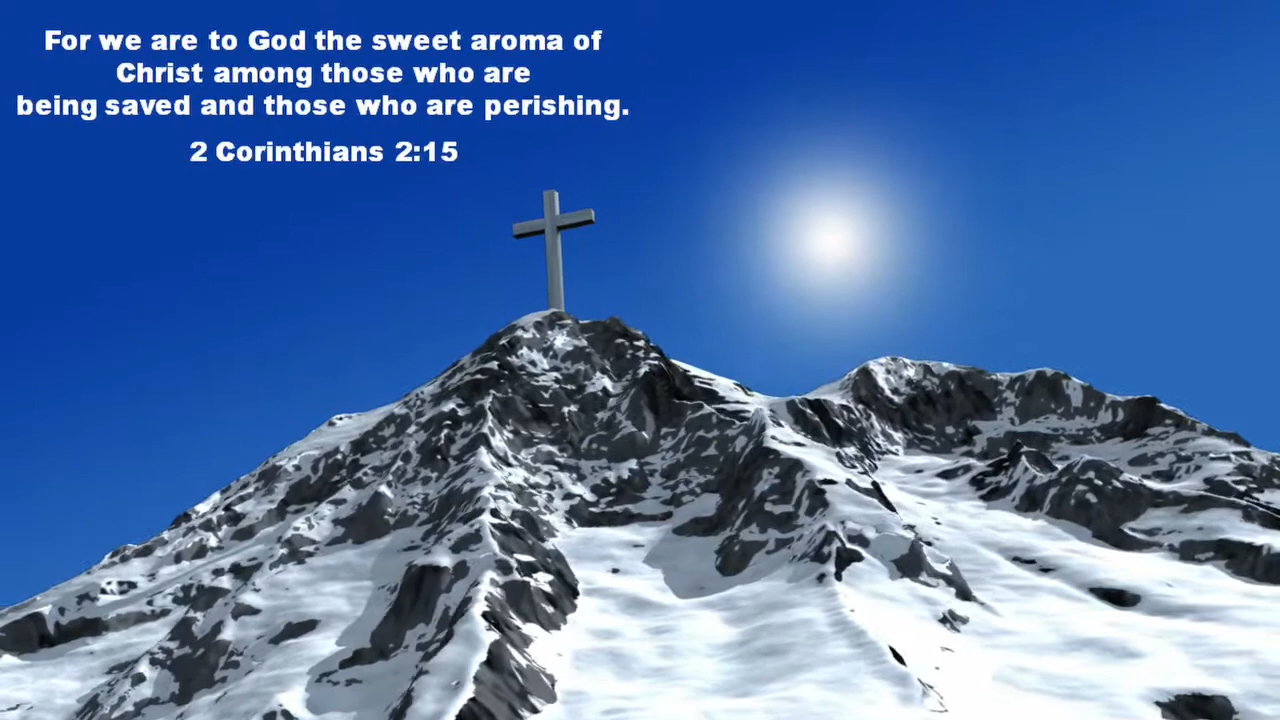 For we are to God the sweet aroma of
Christ among those who are
being saved and those who are perishing.
2 Corinthians 2:15